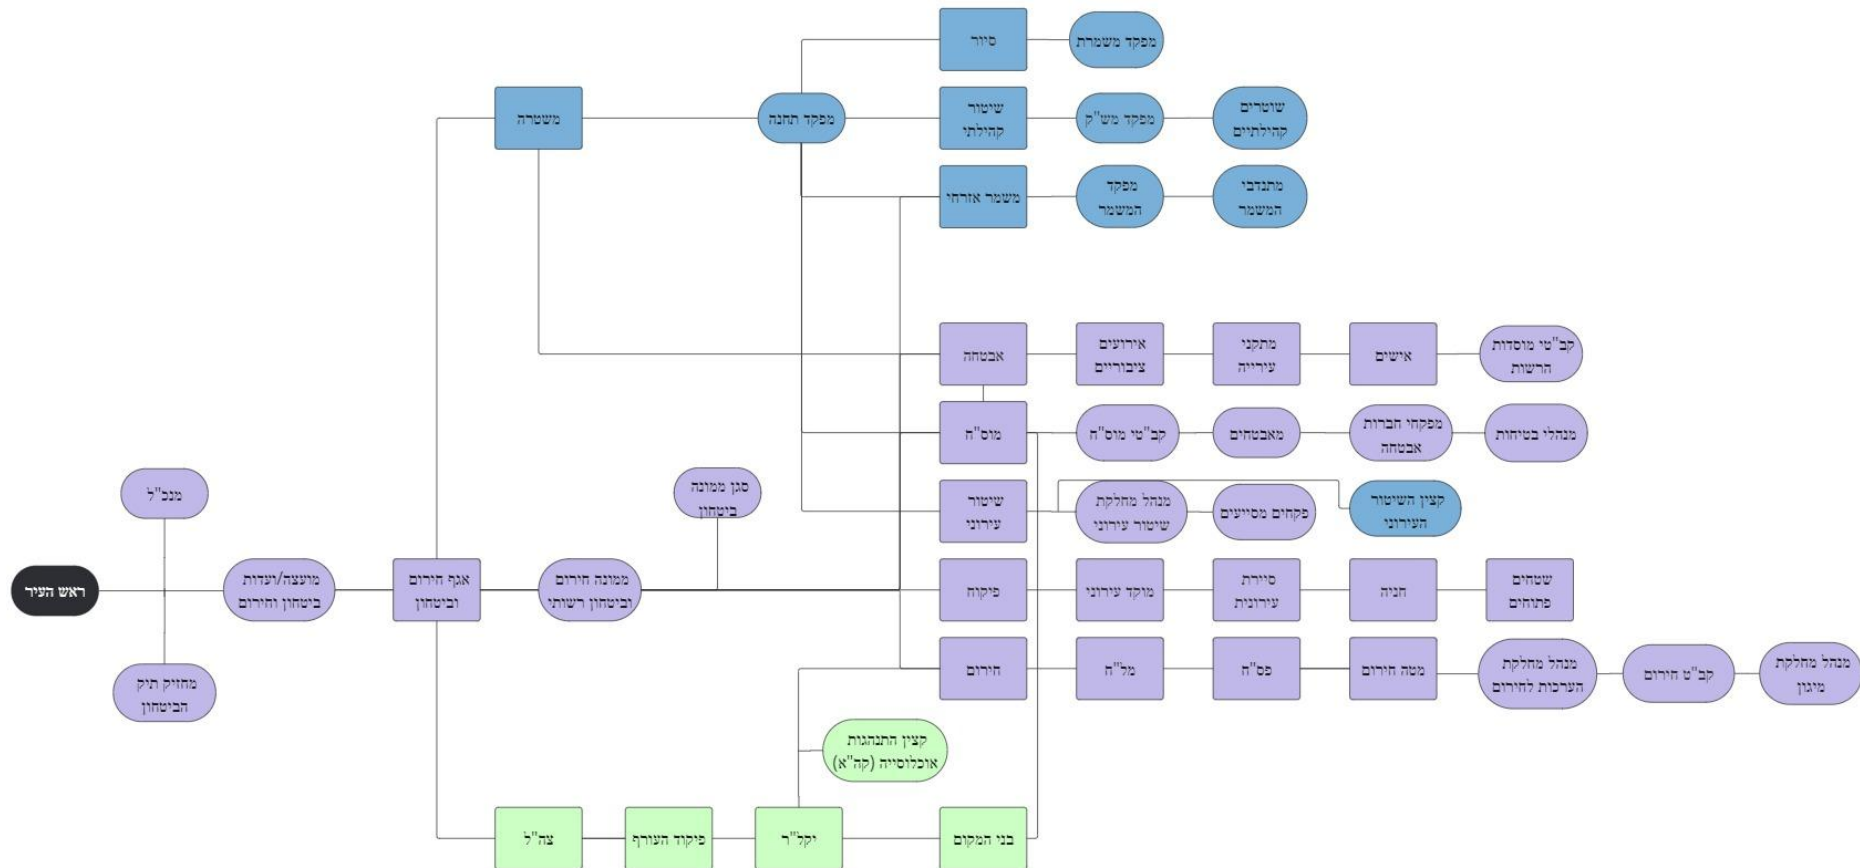 סיור
מפקד משמרת
משטרה
מפקד תחנה
שיטור
קהילתי
מפקד מש"ק
שוטרים
קהילתיים
משמר אזרחי
מפקד
המשמר
מתנדבי
המשמר
אבטחה
אירועים
ציבוריים
מתקני
עירייה
אישים
קב"טי מוסדות
הרשות
מוס"ח
קב"טי מוס"ח
מאבטחים
מפקחי חברות
אבטחה
מנהלי בטיחות
מנכ"ל
סגן ממונה
ביטחון
שיטור
עירוני
מנהל מחלקת
שיטור עירוני
פקחים מסייעים
קצין השיטור
העירוני
ראש העיר
מועצה/ועדות
ביטחון וחירום
אגף חירום
וביטחון
ממונה חירום
וביטחון רשותי
פיקוח
מוקד עירוני
סיירת
עירונית
חניה
שטחים
פתוחים
מחזיק תיק
הביטחון
חירום
מל"ח
פס"ח
מטה חירום
מנהל מחלקת
הערכות לחירום
קב"ט חירום
מנהל מחלקת
מיגון
קצין התנהגות
אוכלוסייה (קה"א)
צה"ל
פיקוד העורף
יקל"ר
בני המקום